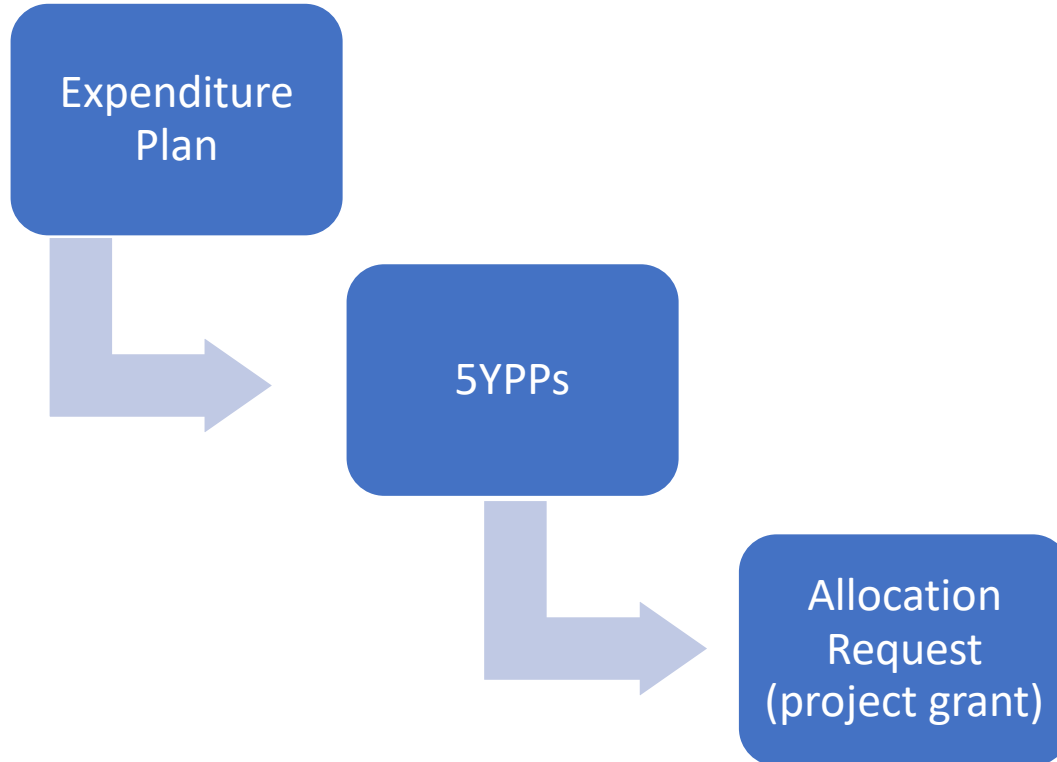 Expenditure
Plan
5YPPs
Allocation
Request
(project grant)